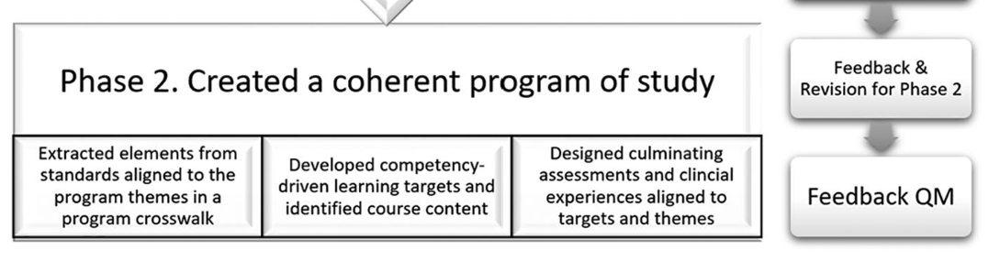 Phase 2. Created a coherent program of study
Extracted elements from
standards aligned to the
program themes in a
program crosswalk
Developed competency-
driven learning targets and
identified course content
Designed culminating
assessments and clincial
experiences aligned to
targets and themes
Feedback &
Revision for Phase 2
Feedback QM